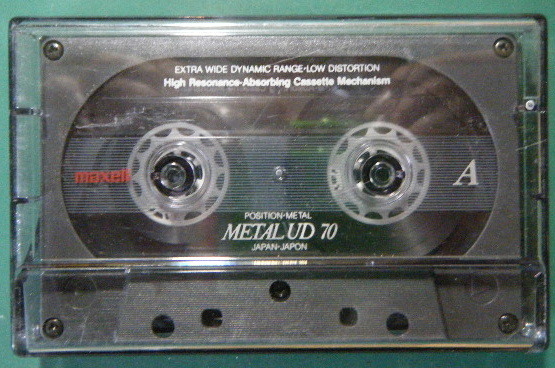 EXTRA WIDE DYNAMIC RANGE•LOW DISTORTION
High Resonance-Absorbing Cassette Mechanism
maxell
A
POSITION•METAL
METAL UD 70
JAPAN•JAPON